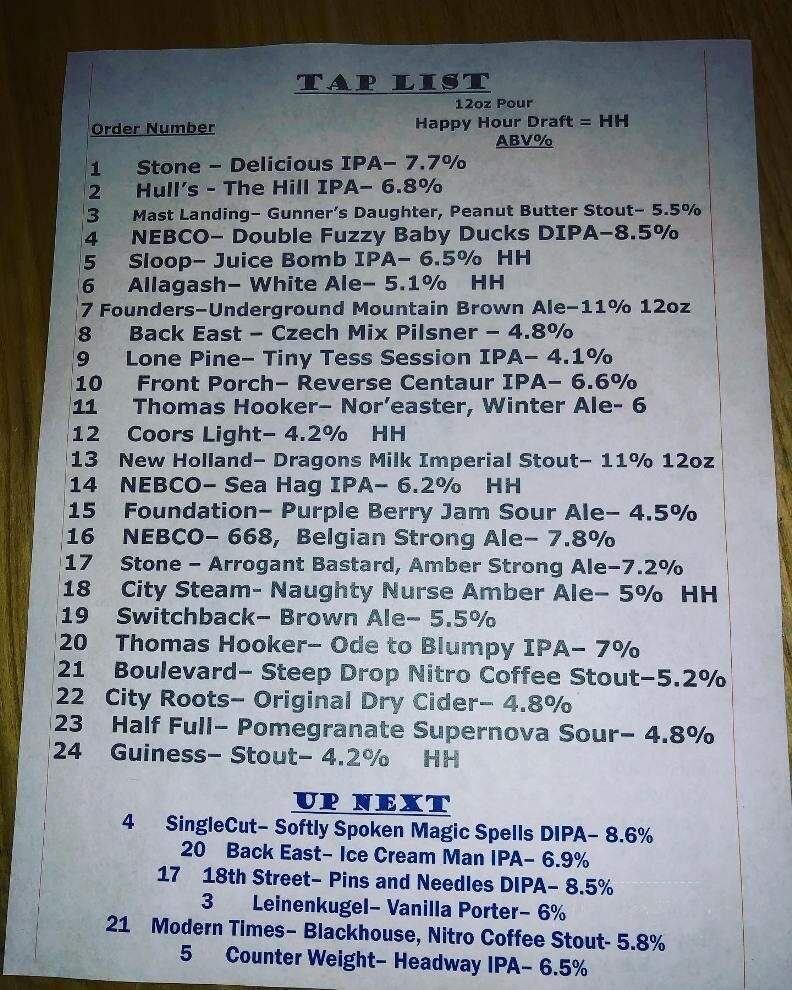 TAP LIST
12oz Pour
Order Number Happy Hour Draft = HH
ABV%
1 Stone – Delicious IPA– 7.7%
2 Hull's - The Hill IPA– 6.8%
3 Mast Landing– Gunner's Daughter, Peanut Butter Stout– 5.5%
4 NEBCO– Double Fuzzy Baby Ducks DIPA–8.5%
5 Sloop– Juice Bomb IPA– 6.5% HH
6 Allagash– White Ale– 5.1% HH
7 Founders–Underground Mountain Brown Ale–11% 12oz
8 Back East – Czech Mix Pilsner – 4.8%
9 Lone Pine– Tiny Tess Session IPA– 4.1%
10 Front Porch– Reverse Centaur IPA– 6.6%
11 Thomas Hooker– Nor'easter, Winter Ale- 6
12 Coors Light– 4.2% HH
13 New Holland– Dragons Milk Imperial Stout– 11% 12oz
14 NEBCO– Sea Hag IPA– 6.2% HH
15 Foundation– Purple Berry Jam Sour Ale– 4.5%
16 NEBCO– 668, Belgian Strong Ale– 7.8%
17 Stone – Arrogant Bastard, Amber Strong Ale–7.2%
18 City Steam- Naughty Nurse Amber Ale– 5% HH
19 Switchback– Brown Ale– 5.5%
20 Thomas Hooker– Ode to Blumpy IPA– 7%
21 Boulevard– Steep Drop Nitro Coffee Stout–5.2%
22 City Roots– Original Dry Cider– 4.8%
23 Half Full– Pomegranate Supernova Sour– 4.8%
24 Guiness– Stout– 4.2% HH
UP NEXT
4 SingleCut– Softly Spoken Magic Spells DIPA– 8.6%
20 Back East– Ice Cream Man IPA– 6.9%
17 18th Street– Pins and Needles DIPA– 8.5%
3 Leinenkugel– Vanilla Porter– 6%
21 Modern Times– Blackhouse, Nitro Coffee Stout- 5.8%
5 Counter Weight– Headway IPA– 6.5%